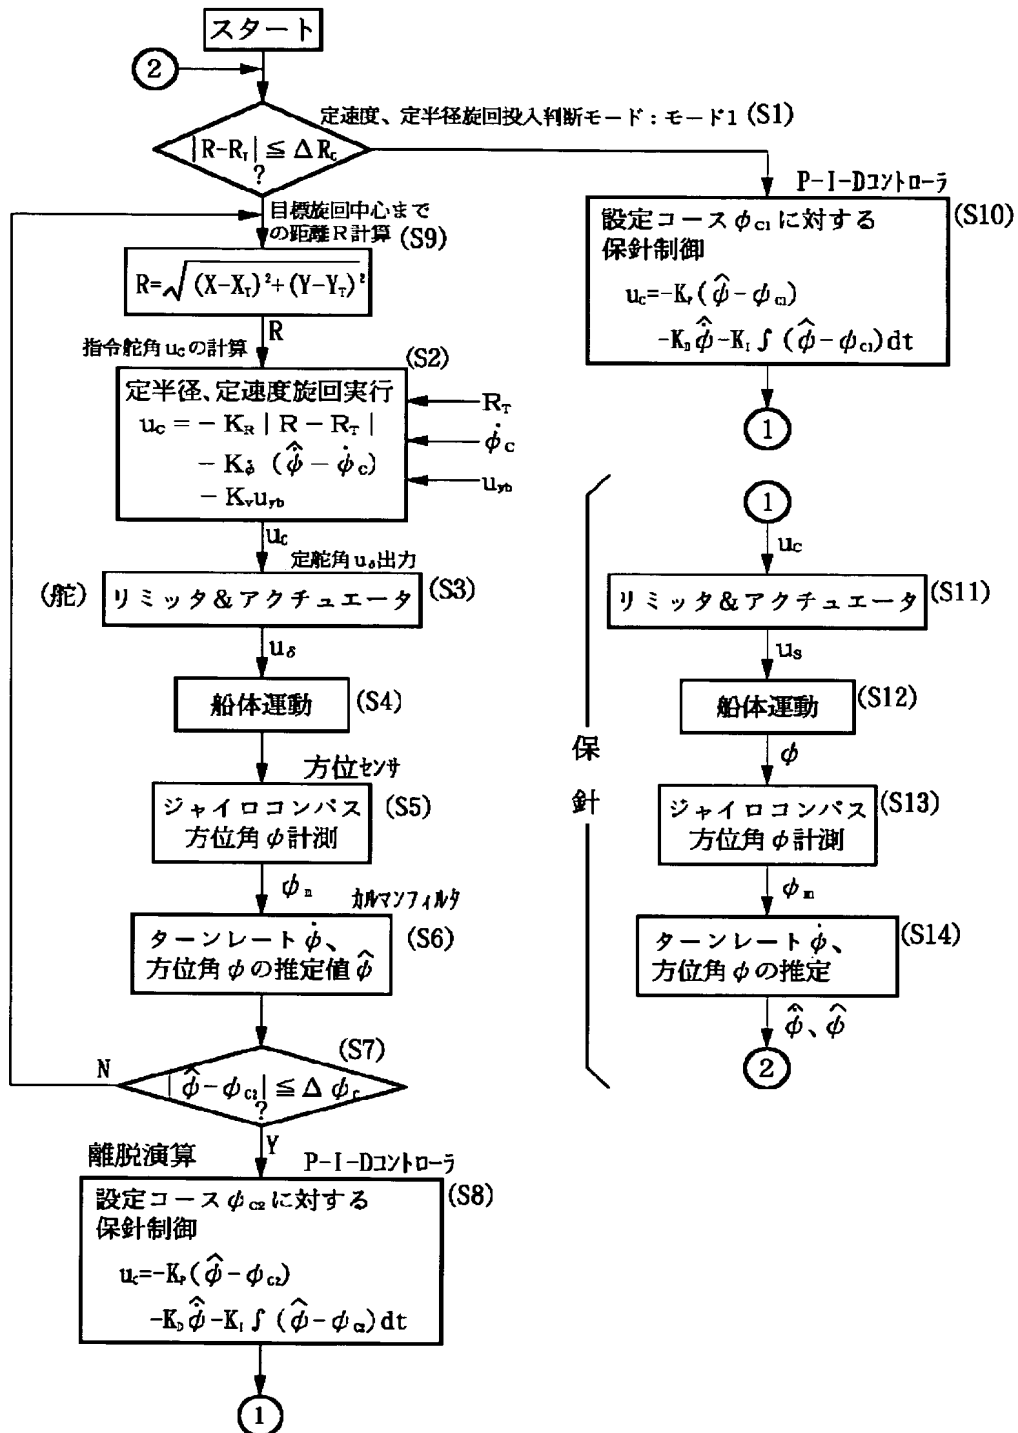 スタート
②
定速度、定半径旋回投入判断モード：モード1 (S1)
|R-R_T| ≦ ΔR_C
?
目標旋回中心まで
の距離R計算 (S9)
R=√(X-X_T)²+(Y-Y_T)²
R
指令舵角u_Cの計算
(S2)
定半径、定速度旋回実行
u_C = − K_R | R − R_T |
− K_φ̇ (φ̇̂ − φ̇_C)
− K_v u_yb
R_T
φ̇_C
u_yb
u_C
定舵角u_δ出力
(舵)
リミッタ＆アクチュエータ
(S3)
u_δ
船体運動
(S4)
方位センサ
ジャイロコンパス
方位角φ計測
(S5)
φ_n
カルマンフィルタ
ターンレートφ̇、
方位角φの推定値φ̂
(S6)
(S7)
|φ̂-φ_C2| ≦ Δφ_C
?
N
Y
離脱演算
P-I-Dコントローラ
(S8)
設定コースφ_C2に対する
保針制御
u_C=-K_P(φ̂-φ_C2)
-K_Dφ̇̂-K_I∫(φ̂-φ_C2)dt
①
P-I-Dコントローラ
(S10)
設定コースφ_C1に対する
保針制御
u_C=-K_P(φ̂-φ_C1)
-K_Dφ̇̂-K_I∫(φ̂-φ_C1)dt
①
保針
①
u_C
リミッタ＆アクチュエータ
(S11)
u_S
船体運動
(S12)
φ
ジャイロコンパス
方位角φ計測
(S13)
φ_m
ターンレートφ̇、
方位角φの推定
(S14)
φ̇̂、φ̂
②